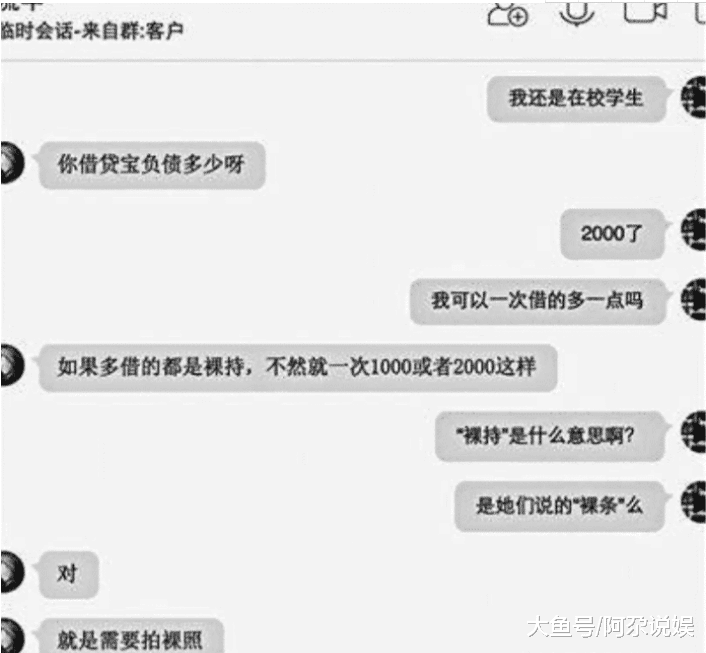 临时会话-来自群:客户
我还是在校学生
你借贷宝负债多少呀
2000了
我可以一次借的多一点吗
如果多借的都是裸持，不然就一次1000或者2000这样
“裸持”是什么意思啊？
是她们说的“裸条”么
对
就是需要拍裸照
大鱼号/阿尕说娱